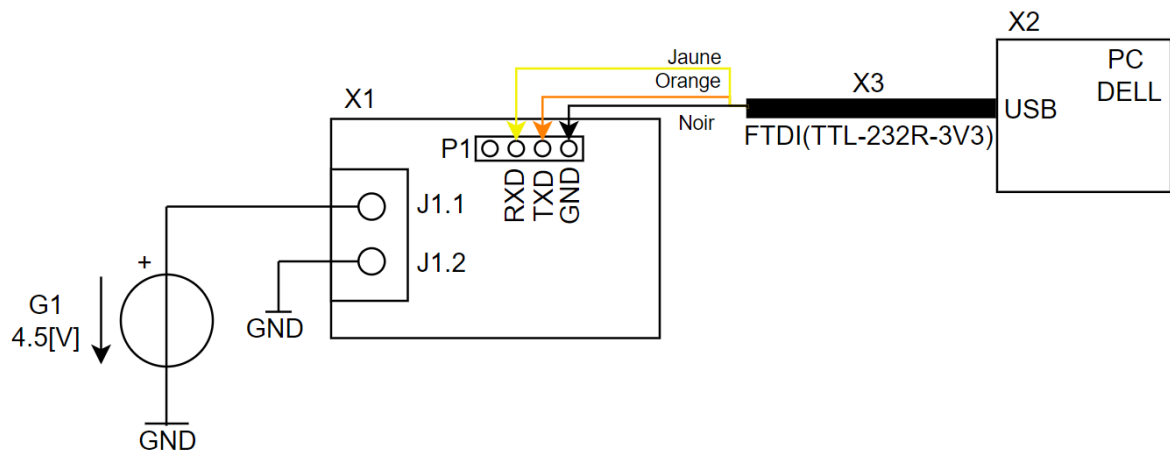 X2
Jaune
PC
Orange
X3
DELL
X1
USB
Noir
P1
FTDI(TTL-232R-3V3)
RXD
TXD
GND
J1.1
J1.2
+
G1
4.5[V]
GND
GND